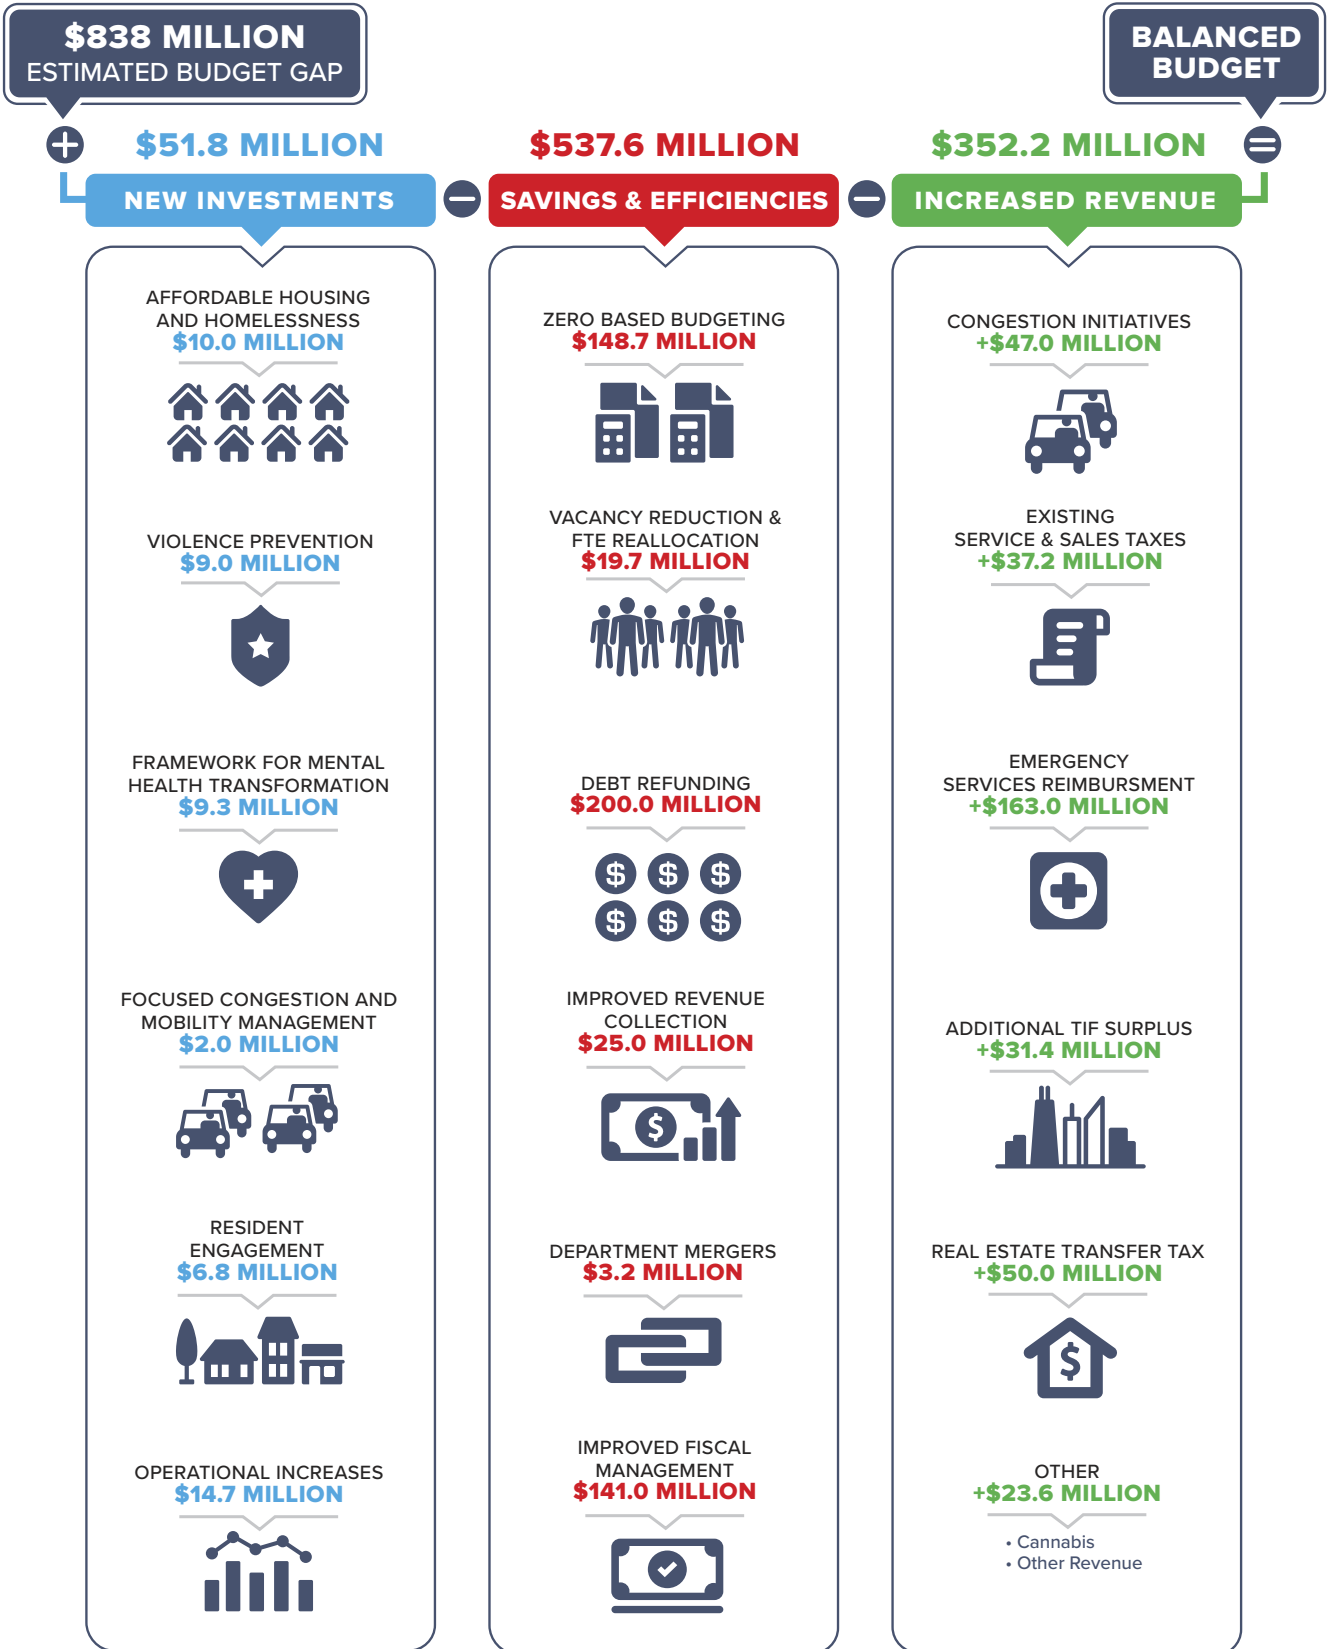 $838 MILLION
ESTIMATED BUDGET GAP
BALANCED
BUDGET
$51.8 MILLION
NEW INVESTMENTS
AFFORDABLE HOUSING
AND HOMELESSNESS
$10.0 MILLION
VIOLENCE PREVENTION
$9.0 MILLION
FRAMEWORK FOR MENTAL
HEALTH TRANSFORMATION
$9.3 MILLION
FOCUSED CONGESTION AND
MOBILITY MANAGEMENT
$2.0 MILLION
RESIDENT
ENGAGEMENT
$6.8 MILLION
OPERATIONAL INCREASES
$14.7 MILLION
$537.6 MILLION
SAVINGS & EFFICIENCIES
ZERO BASED BUDGETING
$148.7 MILLION
VACANCY REDUCTION &
FTE REALLOCATION
$19.7 MILLION
DEBT REFUNDING
$200.0 MILLION
IMPROVED REVENUE
COLLECTION
$25.0 MILLION
DEPARTMENT MERGERS
$3.2 MILLION
IMPROVED FISCAL
MANAGEMENT
$141.0 MILLION
$352.2 MILLION
INCREASED REVENUE
CONGESTION INITIATIVES
+$47.0 MILLION
EXISTING
SERVICE & SALES TAXES
+$37.2 MILLION
EMERGENCY
SERVICES REIMBURSMENT
+$163.0 MILLION
ADDITIONAL TIF SURPLUS
+$31.4 MILLION
REAL ESTATE TRANSFER TAX
+$50.0 MILLION
OTHER
+$23.6 MILLION
• Cannabis
• Other Revenue